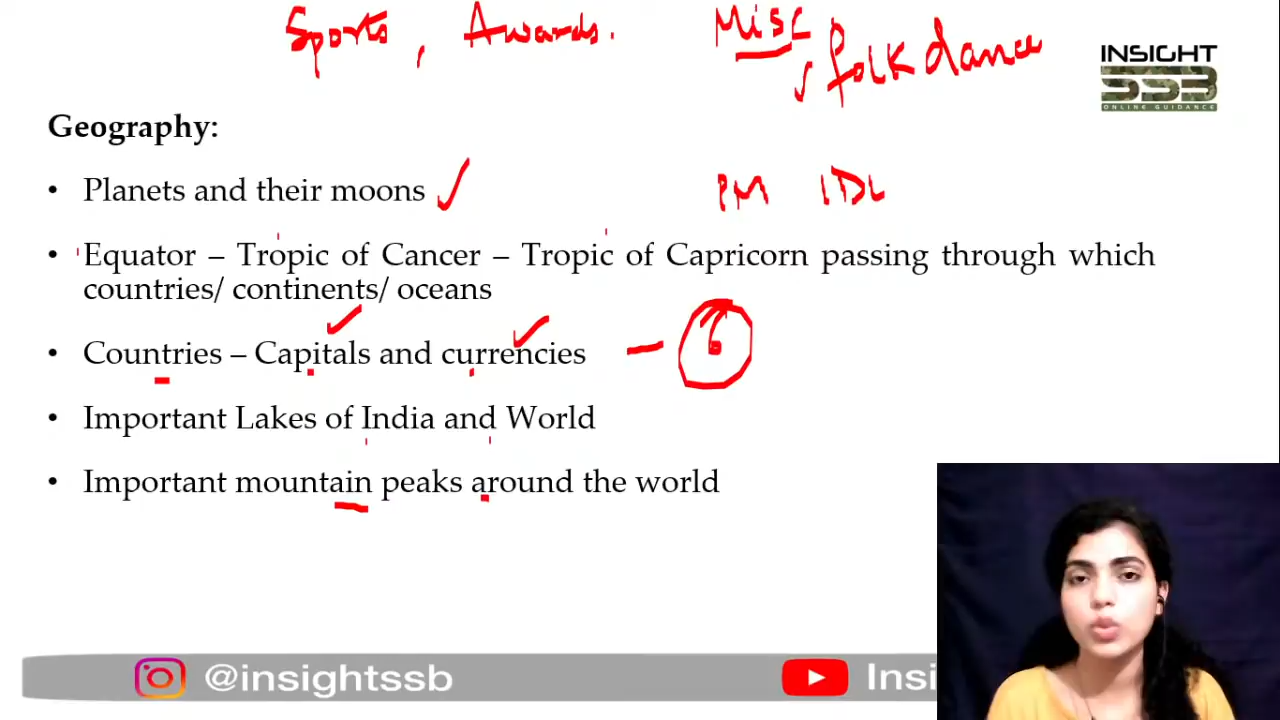 Sports, Awards. Misc
folk dance
INSIGHT
SSB
ONLINE GUIDANCE
Geography:
• Planets and their moons
PM
• Equator – Tropic of Cancer – Tropic of Capricorn passing through which
countries/ continents/ oceans
• Countries – Capitals and currencies – 6
• Important Lakes of India and World
• Important mountain peaks around the world
@insightssb
Insi